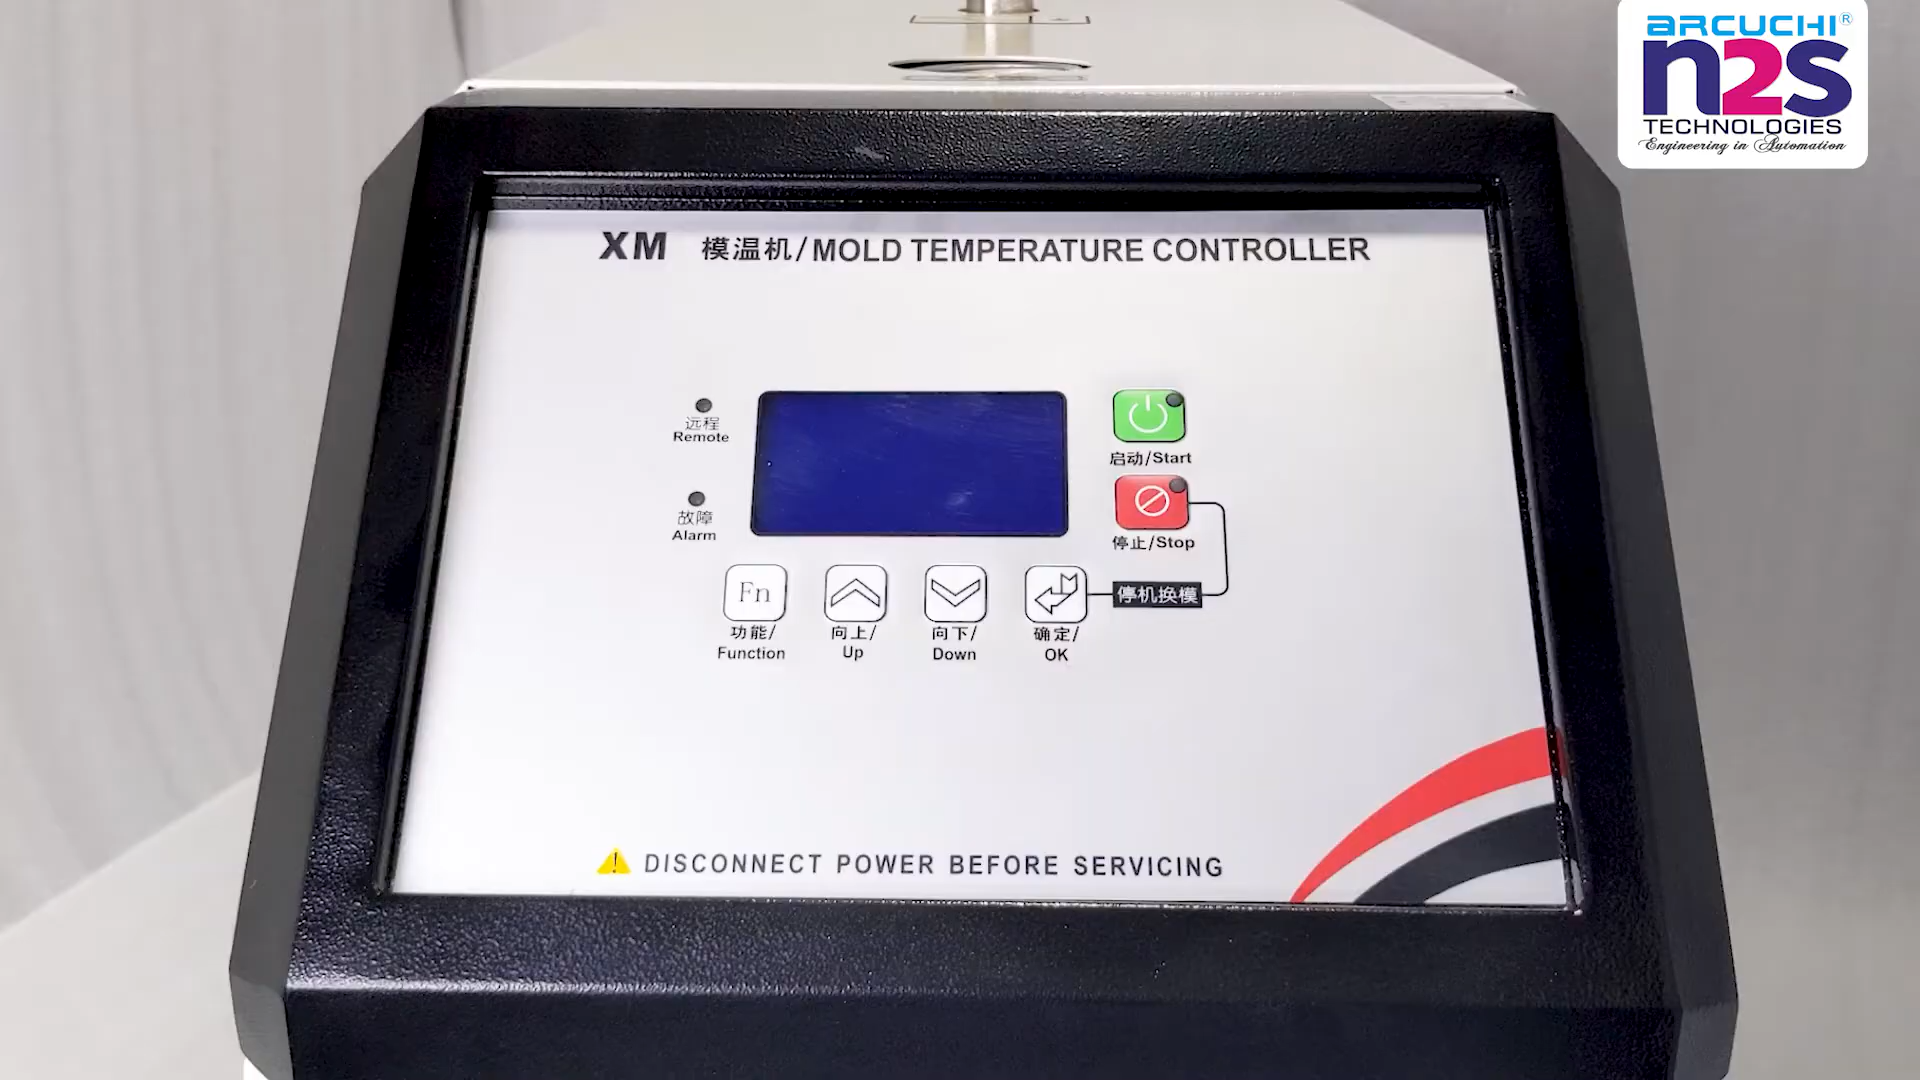 ARCUCHI®
n2s
TECHNOLOGIES
Engineering in Automation
XM 模温机/MOLD TEMPERATURE CONTROLLER
远程
Remote
启动/Start
故障
Alarm
停止/Stop
Fn
停机换模
功能/
Function
向上/
Up
向下/
Down
确定/
OK
DISCONNECT POWER BEFORE SERVICING